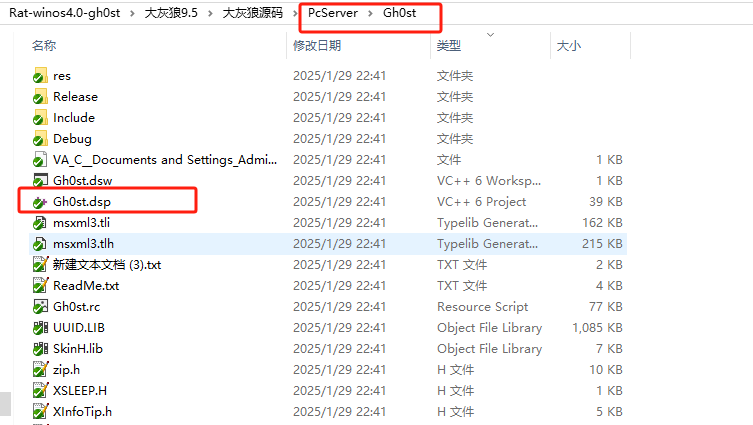 Rat-winos4.0-gh0st > 大灰狼9.5 > 大灰狼源码 > PcServer > Gh0st
名称 修改日期 类型 大小
res 2025/1/29 22:41 文件夹
Release 2025/1/29 22:41 文件夹
Include 2025/1/29 22:41 文件夹
Debug 2025/1/29 22:41 文件夹
VA_C__Documents and Settings_Admi... 2025/1/29 22:41 文件 1 KB
Gh0st.dsw 2025/1/29 22:41 VC++ 6 Worksp... 1 KB
Gh0st.dsp 2025/1/29 22:41 VC++ 6 Project 39 KB
msxml3.tli 2025/1/29 22:41 Typelib Generat... 162 KB
msxml3.tlh 2025/1/29 22:41 Typelib Generat... 215 KB
新建文本文档 (3).txt 2025/1/29 22:41 TXT 文件 2 KB
ReadMe.txt 2025/1/29 22:41 TXT 文件 4 KB
Gh0st.rc 2025/1/29 22:41 Resource Script 77 KB
UUID.LIB 2025/1/29 22:41 Object File Library 1,085 KB
SkinH.lib 2025/1/29 22:41 Object File Library 7 KB
zip.h 2025/1/29 22:41 H 文件 10 KB
XSLEEP.H 2025/1/29 22:41 H 文件 1 KB
XInfoTip.h 2025/1/29 22:41 H 文件 5 KB